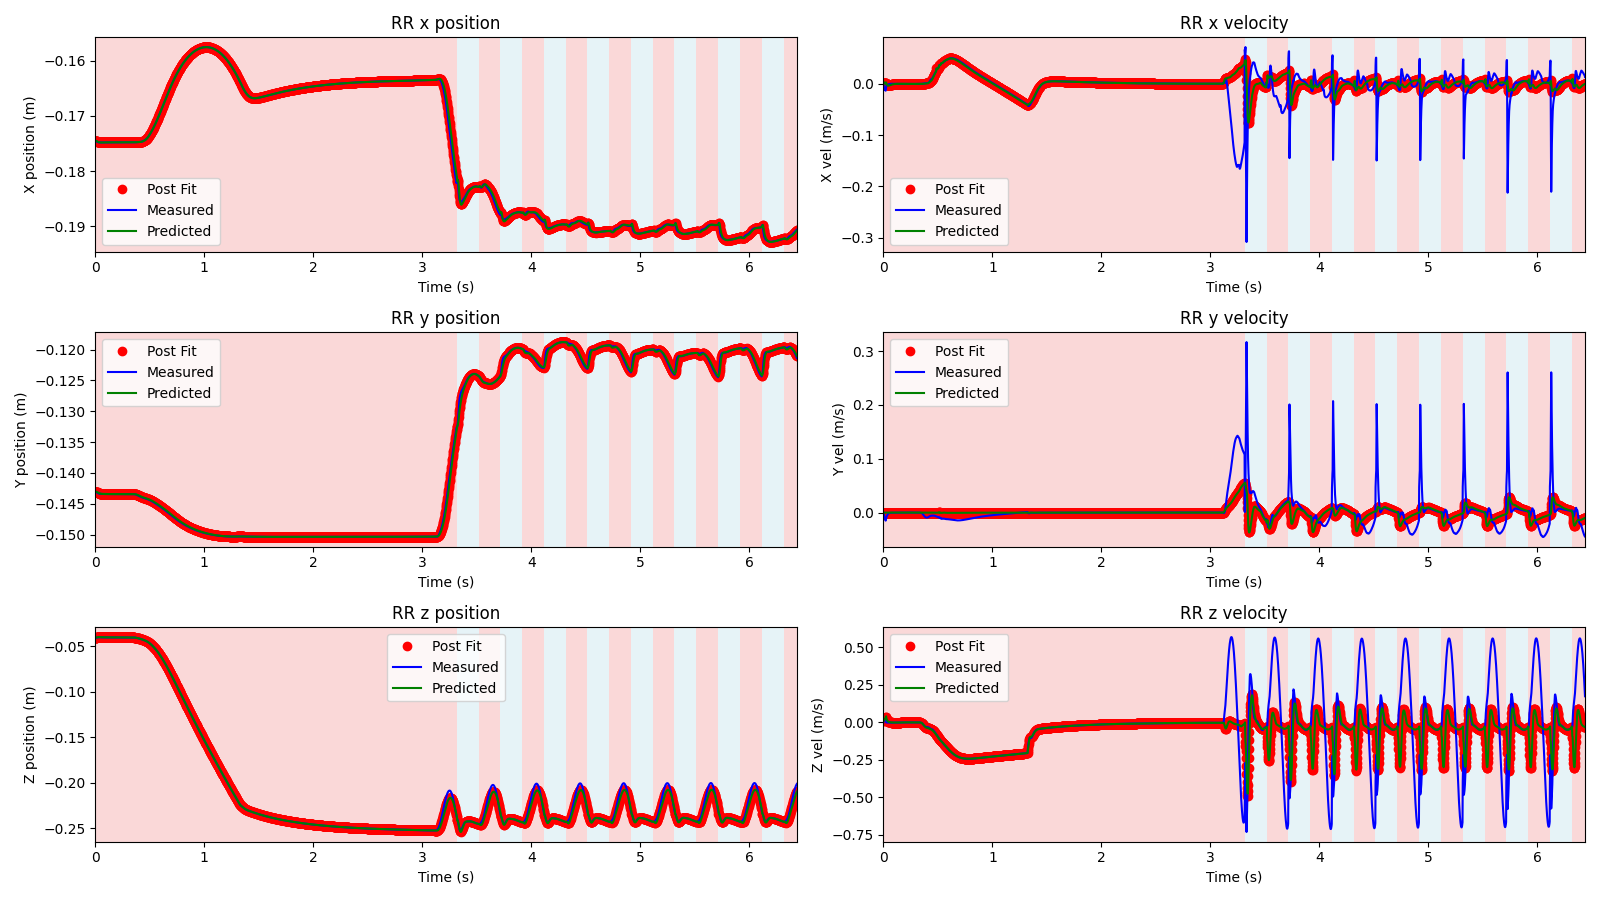 RR x position
X position (m)
−0.16
−0.17
−0.18
−0.19
Post Fit
Measured
Predicted
0 1 2 3 4 5 6
Time (s)
RR x velocity
X vel (m/s)
0.0
−0.1
−0.2
−0.3
Post Fit
Measured
Predicted
0 1 2 3 4 5 6
Time (s)
RR y position
Y position (m)
−0.120
−0.125
−0.130
−0.135
−0.140
−0.145
−0.150
Post Fit
Measured
Predicted
0 1 2 3 4 5 6
Time (s)
RR y velocity
Y vel (m/s)
0.3
0.2
0.1
0.0
Post Fit
Measured
Predicted
0 1 2 3 4 5 6
Time (s)
RR z position
Z position (m)
−0.05
−0.10
−0.15
−0.20
−0.25
Post Fit
Measured
Predicted
0 1 2 3 4 5 6
Time (s)
RR z velocity
Z vel (m/s)
0.50
0.25
0.00
−0.25
−0.50
−0.75
Post Fit
Measured
Predicted
0 1 2 3 4 5 6
Time (s)